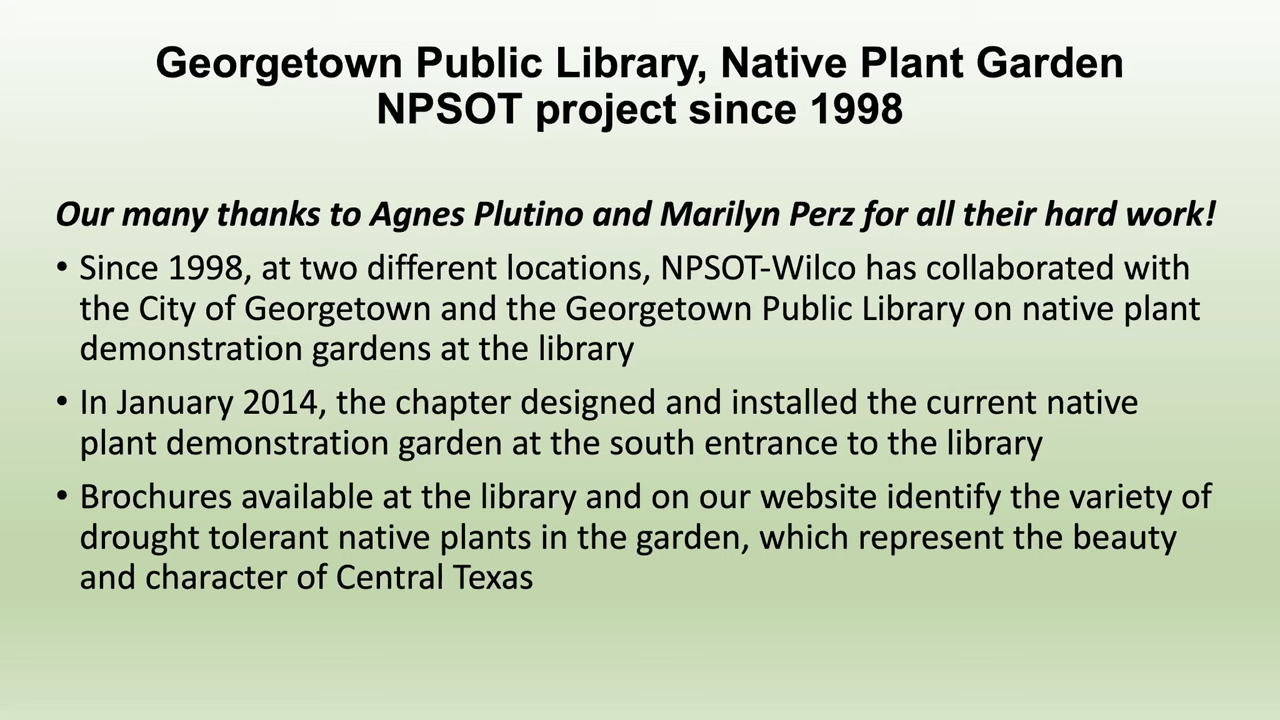 Georgetown Public Library, Native Plant Garden
NPSOT project since 1998
Our many thanks to Agnes Plutino and Marilyn Perz for all their hard work!
• Since 1998, at two different locations, NPSOT-Wilco has collaborated with
the City of Georgetown and the Georgetown Public Library on native plant
demonstration gardens at the library
• In January 2014, the chapter designed and installed the current native
plant demonstration garden at the south entrance to the library
• Brochures available at the library and on our website identify the variety of
drought tolerant native plants in the garden, which represent the beauty
and character of Central Texas